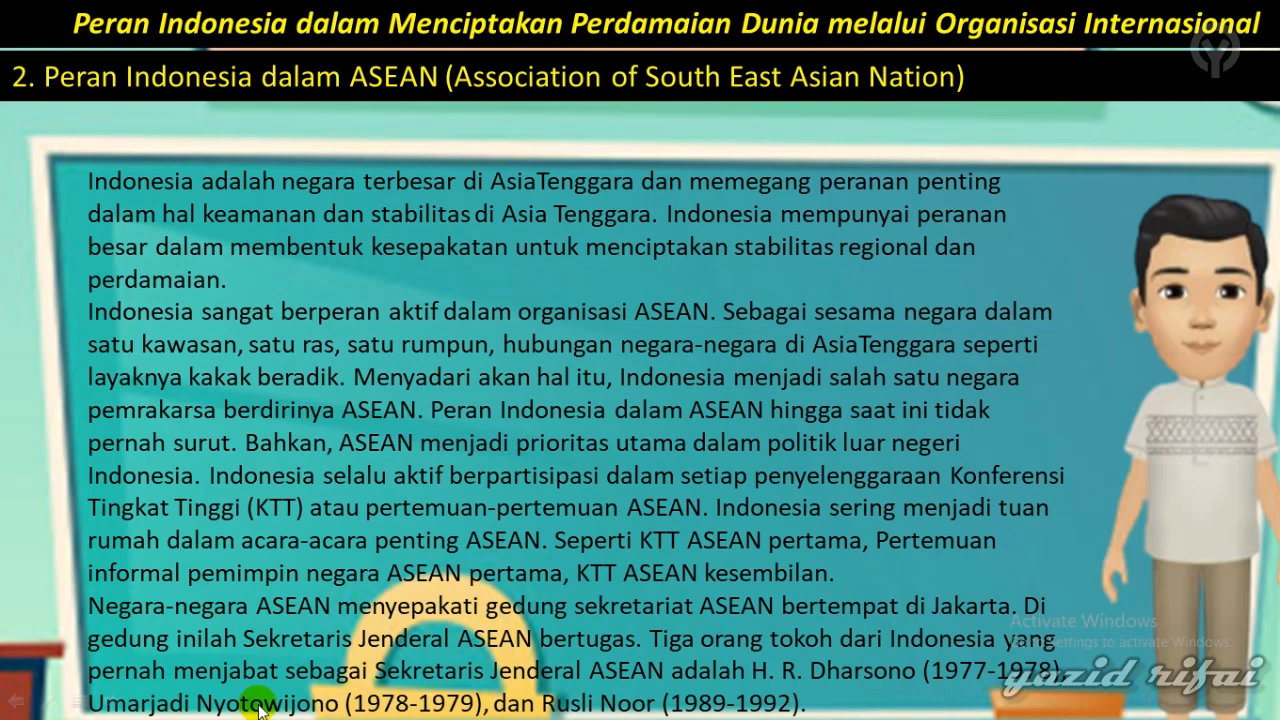 Peran Indonesia dalam Menciptakan Perdamaian Dunia melalui Organisasi Internasional
2. Peran Indonesia dalam ASEAN (Association of South East Asian Nation)
Indonesia adalah negara terbesar di AsiaTenggara dan memegang peranan penting
dalam hal keamanan dan stabilitas di Asia Tenggara. Indonesia mempunyai peranan
besar dalam membentuk kesepakatan untuk menciptakan stabilitas regional dan
perdamaian.
Indonesia sangat berperan aktif dalam organisasi ASEAN. Sebagai sesama negara dalam
satu kawasan, satu ras, satu rumpun, hubungan negara-negara di AsiaTenggara seperti
layaknya kakak beradik. Menyadari akan hal itu, Indonesia menjadi salah satu negara
pemrakarsa berdirinya ASEAN. Peran Indonesia dalam ASEAN hingga saat ini tidak
pernah surut. Bahkan, ASEAN menjadi prioritas utama dalam politik luar negeri
Indonesia. Indonesia selalu aktif berpartisipasi dalam setiap penyelenggaraan Konferensi
Tingkat Tinggi (KTT) atau pertemuan-pertemuan ASEAN. Indonesia sering menjadi tuan
rumah dalam acara-acara penting ASEAN. Seperti KTT ASEAN pertama, Pertemuan
informal pemimpin negara ASEAN pertama, KTT ASEAN kesembilan.
Negara-negara ASEAN menyepakati gedung sekretariat ASEAN bertempat di Jakarta. Di
gedung inilah Sekretaris Jenderal ASEAN bertugas. Tiga orang tokoh dari Indonesia yang
pernah menjabat sebagai Sekretaris Jenderal ASEAN adalah H. R. Dharsono (1977-1978),
Umarjadi Nyotowijono (1978-1979), dan Rusli Noor (1989-1992).
Activate Windows
settings to activate Windows.
yazid rifai